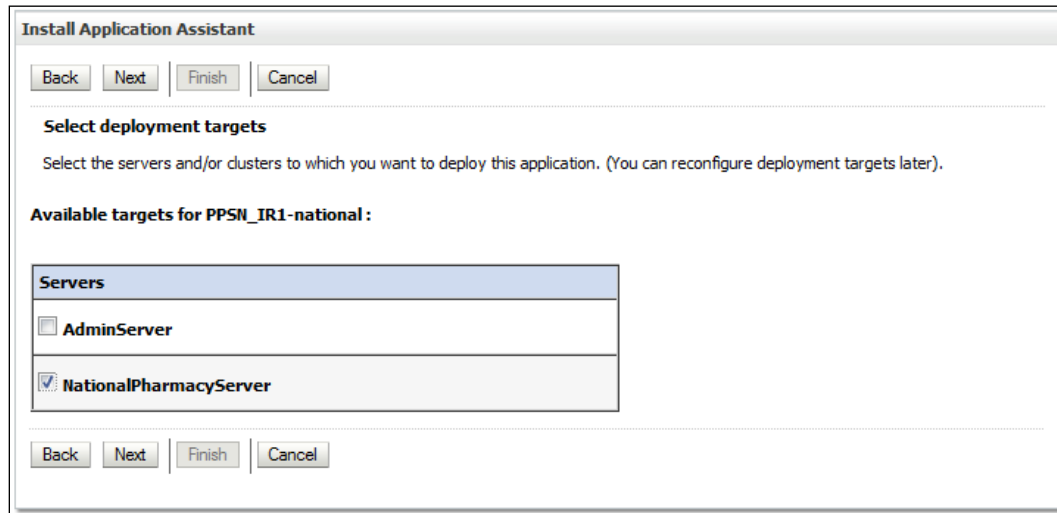 Install Application Assistant
Back Next Finish Cancel
Select deployment targets
Select the servers and/or clusters to which you want to deploy this application. (You can reconfigure deployment targets later).
Available targets for PPSN_IR1-national :
Servers
AdminServer
NationalPharmacyServer
Back Next Finish Cancel